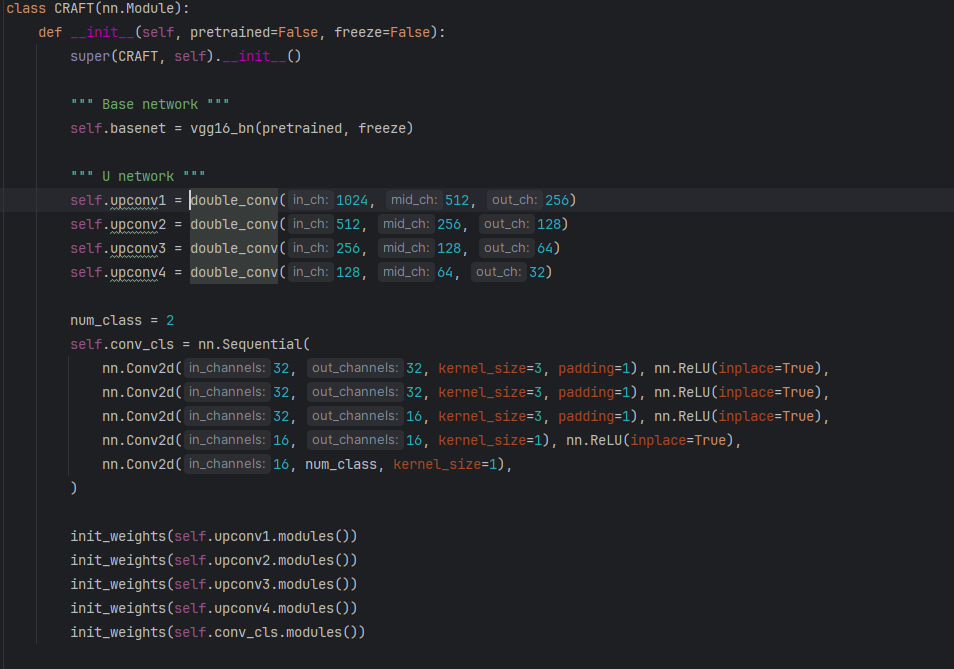 class CRAFT(nn.Module):
    def __init__(self, pretrained=False, freeze=False):
        super(CRAFT, self).__init__()

        """ Base network """
        self.basenet = vgg16_bn(pretrained, freeze)

        """ U network """
        self.upconv1 = double_conv(in_ch: 1024, mid_ch: 512, out_ch: 256)
        self.upconv2 = double_conv(in_ch: 512, mid_ch: 256, out_ch: 128)
        self.upconv3 = double_conv(in_ch: 256, mid_ch: 128, out_ch: 64)
        self.upconv4 = double_conv(in_ch: 128, mid_ch: 64, out_ch: 32)

        num_class = 2
        self.conv_cls = nn.Sequential(
            nn.Conv2d(in_channels: 32, out_channels: 32, kernel_size=3, padding=1), nn.ReLU(inplace=True),
            nn.Conv2d(in_channels: 32, out_channels: 32, kernel_size=3, padding=1), nn.ReLU(inplace=True),
            nn.Conv2d(in_channels: 32, out_channels: 16, kernel_size=3, padding=1), nn.ReLU(inplace=True),
            nn.Conv2d(in_channels: 16, out_channels: 16, kernel_size=1), nn.ReLU(inplace=True),
            nn.Conv2d(in_channels: 16, num_class, kernel_size=1),
        )

        init_weights(self.upconv1.modules())
        init_weights(self.upconv2.modules())
        init_weights(self.upconv3.modules())
        init_weights(self.upconv4.modules())
        init_weights(self.conv_cls.modules())